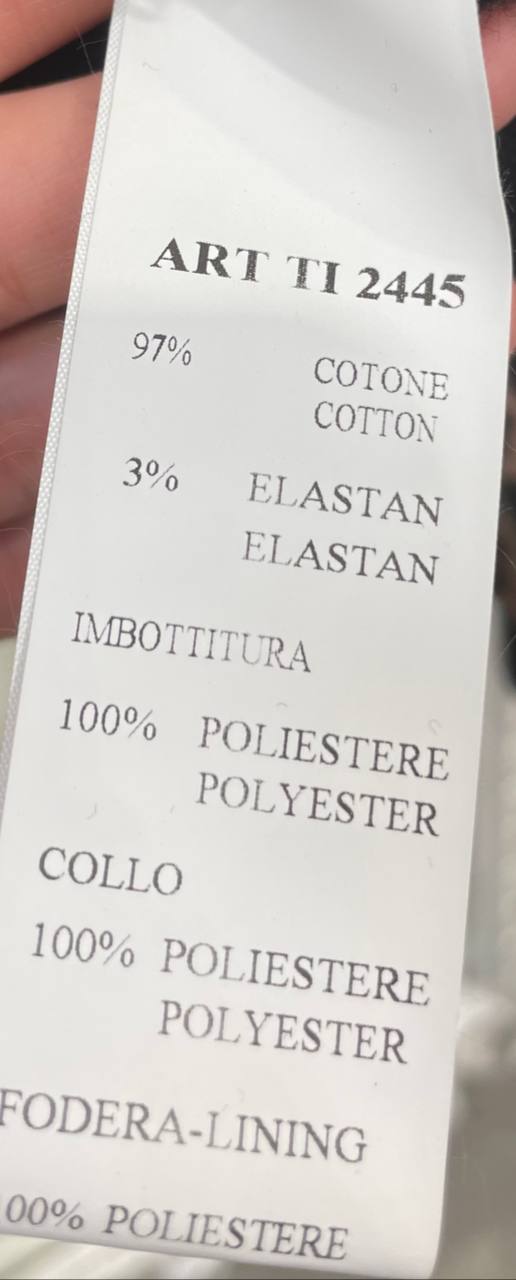 ART TI 2445
97% COTONE
COTTON
3% ELASTAN
ELASTAN
IMBOTTITURA
100% POLIESTERE
POLYESTER
COLLO
100% POLIESTERE
POLYESTER
FODERA-LINING
00% POLIESTERE